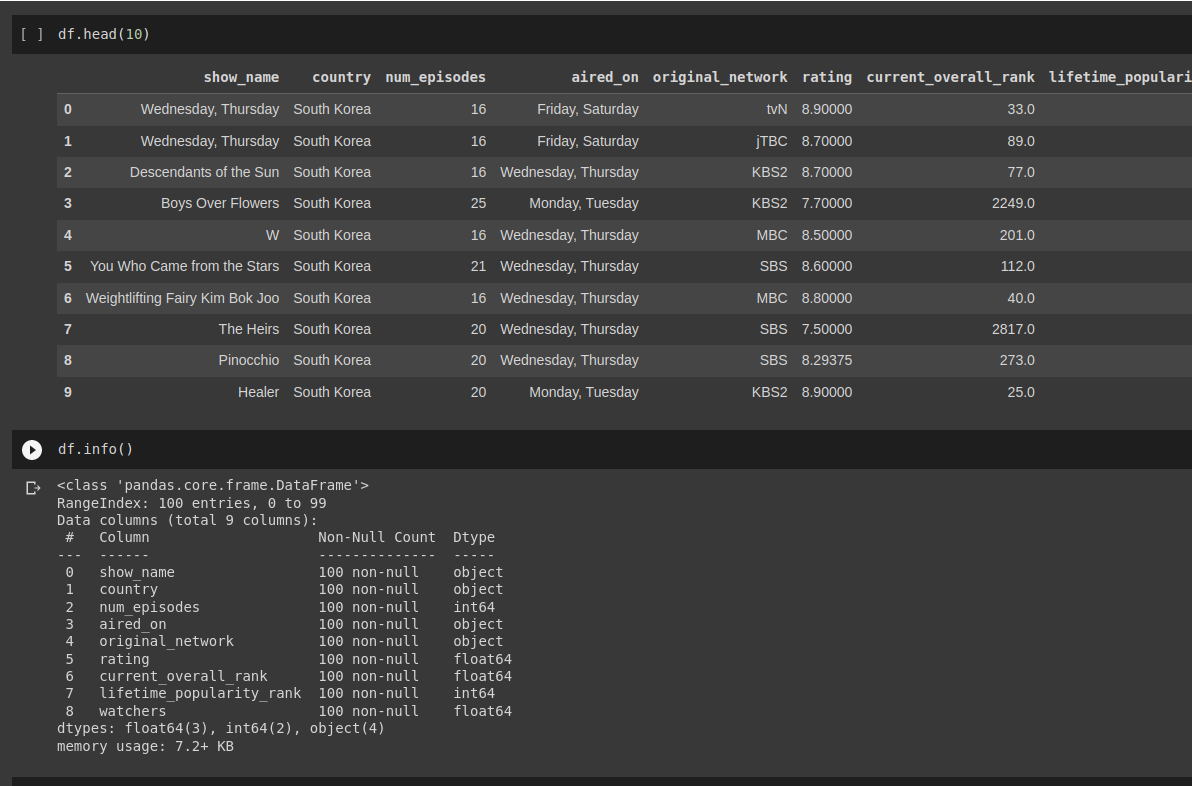 [ ] df.head(10)
show_name country num_episodes aired_on original_network rating current_overall_rank lifetime_populari
0 Wednesday, Thursday South Korea 16 Friday, Saturday tvN 8.90000 33.0
1 Wednesday, Thursday South Korea 16 Friday, Saturday jTBC 8.70000 89.0
2 Descendants of the Sun South Korea 16 Wednesday, Thursday KBS2 8.70000 77.0
3 Boys Over Flowers South Korea 25 Monday, Tuesday KBS2 7.70000 2249.0
4 W South Korea 16 Wednesday, Thursday MBC 8.50000 201.0
5 You Who Came from the Stars South Korea 21 Wednesday, Thursday SBS 8.60000 112.0
6 Weightlifting Fairy Kim Bok Joo South Korea 16 Wednesday, Thursday MBC 8.80000 40.0
7 The Heirs South Korea 20 Wednesday, Thursday SBS 7.50000 2817.0
8 Pinocchio South Korea 20 Wednesday, Thursday SBS 8.29375 273.0
9 Healer South Korea 20 Monday, Tuesday KBS2 8.90000 25.0
df.info()
<class 'pandas.core.frame.DataFrame'>
RangeIndex: 100 entries, 0 to 99
Data columns (total 9 columns):
# Column Non-Null Count Dtype
--- ------ -------------- -----
0 show_name 100 non-null object
1 country 100 non-null object
2 num_episodes 100 non-null int64
3 aired_on 100 non-null object
4 original_network 100 non-null object
5 rating 100 non-null float64
6 current_overall_rank 100 non-null float64
7 lifetime_popularity_rank 100 non-null int64
8 watchers 100 non-null float64
dtypes: float64(3), int64(2), object(4)
memory usage: 7.2+ KB